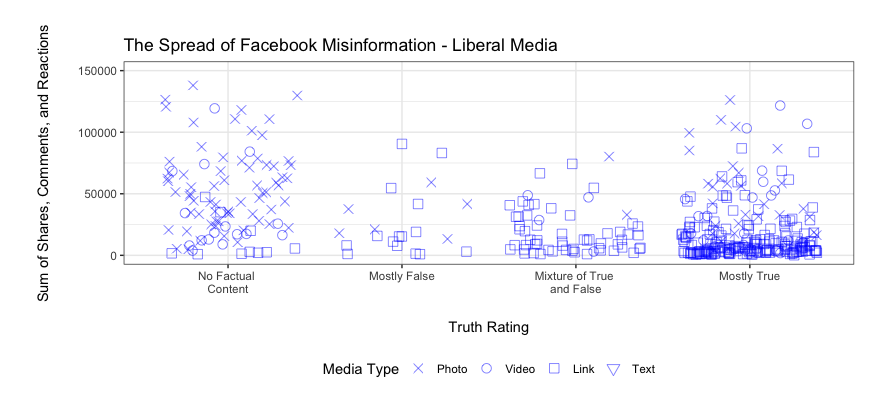 The Spread of Facebook Misinformation - Liberal Media
Sum of Shares, Comments, and Reactions
150000
100000
50000
0
No Factual
Content
Mostly False
Mixture of True
and False
Mostly True
Truth Rating
Media Type
Photo
Video
Link
Text